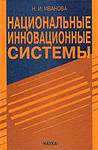 Н. И. ИВАНОВА
НАЦИОНАЛЬНЫЕ
ИННОВАЦИОННЫЕ
СИСТЕМЫ
НАУКА